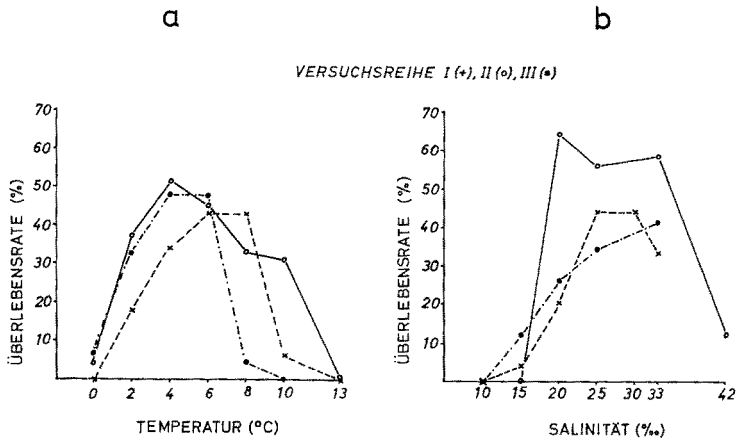 a
b
VERSUCHSREIHE I (+), II (o), III (•)
ÜBERLEBENSRATE (%)
70
60
50
40
30
20
10
0 2 4 6 8 10 13
TEMPERATUR (°C)
ÜBERLEBENSRATE (%)
70
60
50
40
30
20
10
10 15 20 25 30 33 42
SALINITÄT (‰)